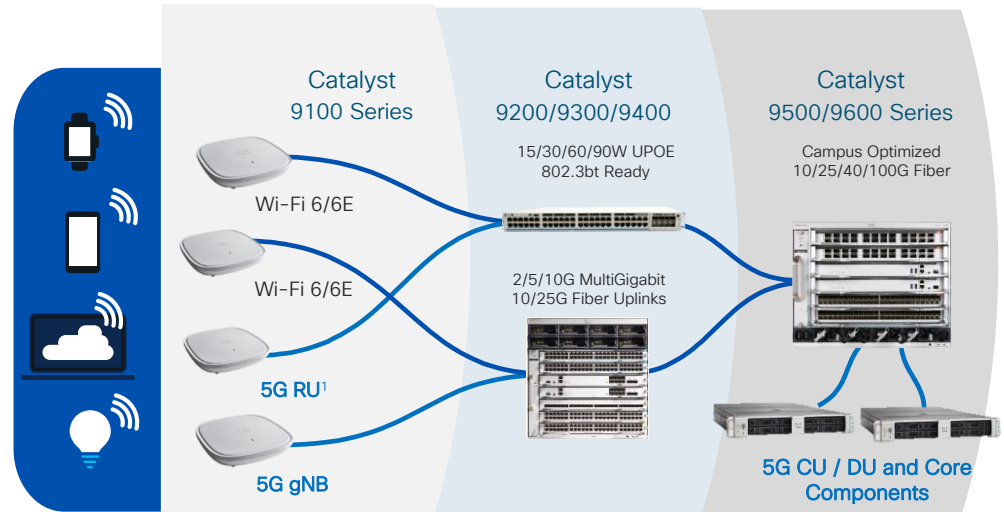 Catalyst
9100 Series
Catalyst
9200/9300/9400
Catalyst
9500/9600 Series
15/30/60/90W UPOE
802.3bt Ready
Campus Optimized
10/25/40/100G Fiber
Wi-Fi 6/6E
Wi-Fi 6/6E
2/5/10G MultiGigabit
10/25G Fiber Uplinks
5G RU¹
5G gNB
5G CU / DU and Core
Components